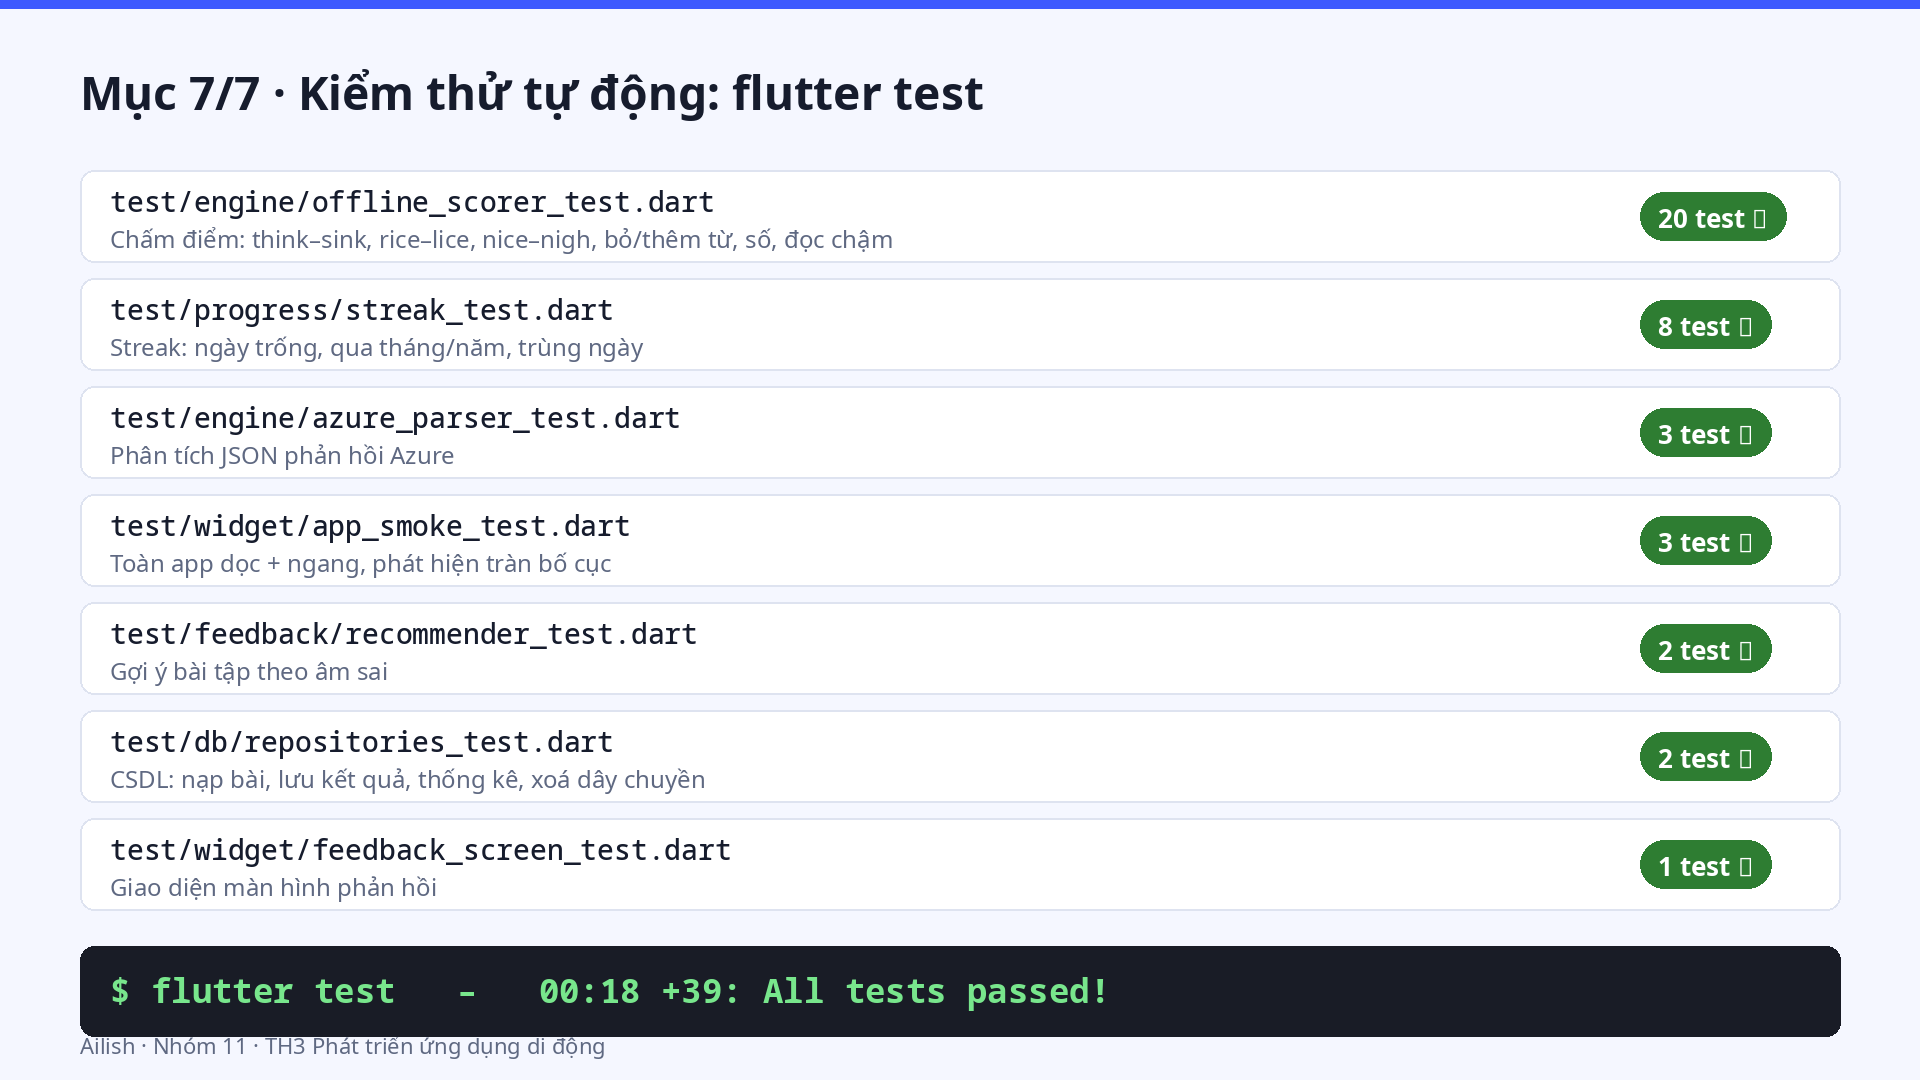 Mục 7/7 · Kiểm thử tự động: flutter test
test/engine/offline_scorer_test.dart
20 test
Chấm điểm: think–sink, rice–lice, nice–nigh, bỏ/thêm từ, số, đọc chậm
test/progress/streak_test.dart
8 test
Streak: ngày trống, qua tháng/năm, trùng ngày
test/engine/azure_parser_test.dart
3 test
Phân tích JSON phản hồi Azure
test/widget/app_smoke_test.dart
3 test
Toàn app dọc + ngang, phát hiện tràn bố cục
test/feedback/recommender_test.dart
2 test
Gợi ý bài tập theo âm sai
test/db/repositories_test.dart
2 test
CSDL: nạp bài, lưu kết quả, thống kê, xoá dây chuyền
test/widget/feedback_screen_test.dart
1 test
Giao diện màn hình phản hồi
$ flutter test – 00:18 +39: All tests passed!
Ailish · Nhóm 11 · TH3 Phát triển ứng dụng di động